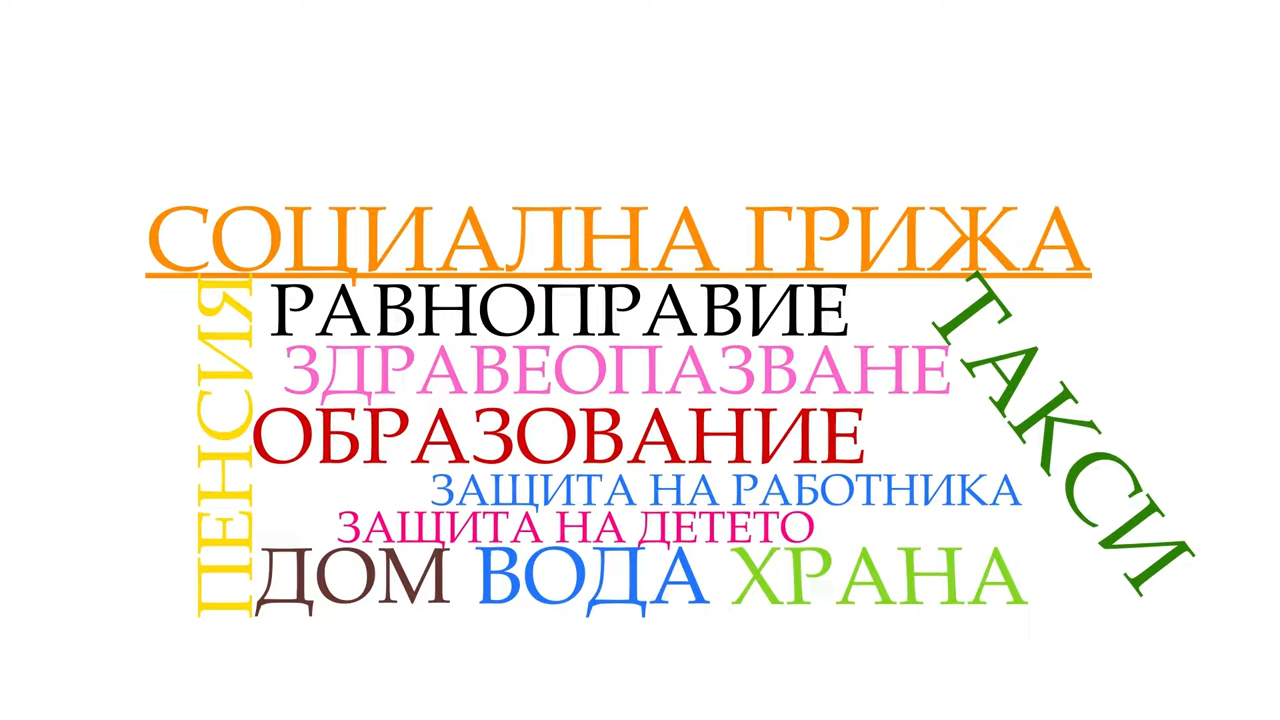 СОЦИАЛНА ГРИЖА
ПЕНСИЯ
РАВНОПРАВИЕ
ТАКСИ
ЗДРАВЕОПАЗВАНЕ
ОБРАЗОВАНИЕ
ЗАЩИТА НА РАБОТНИКА
ЗАЩИТА НА ДЕТЕТО
ДОМ ВОДА ХРАНА